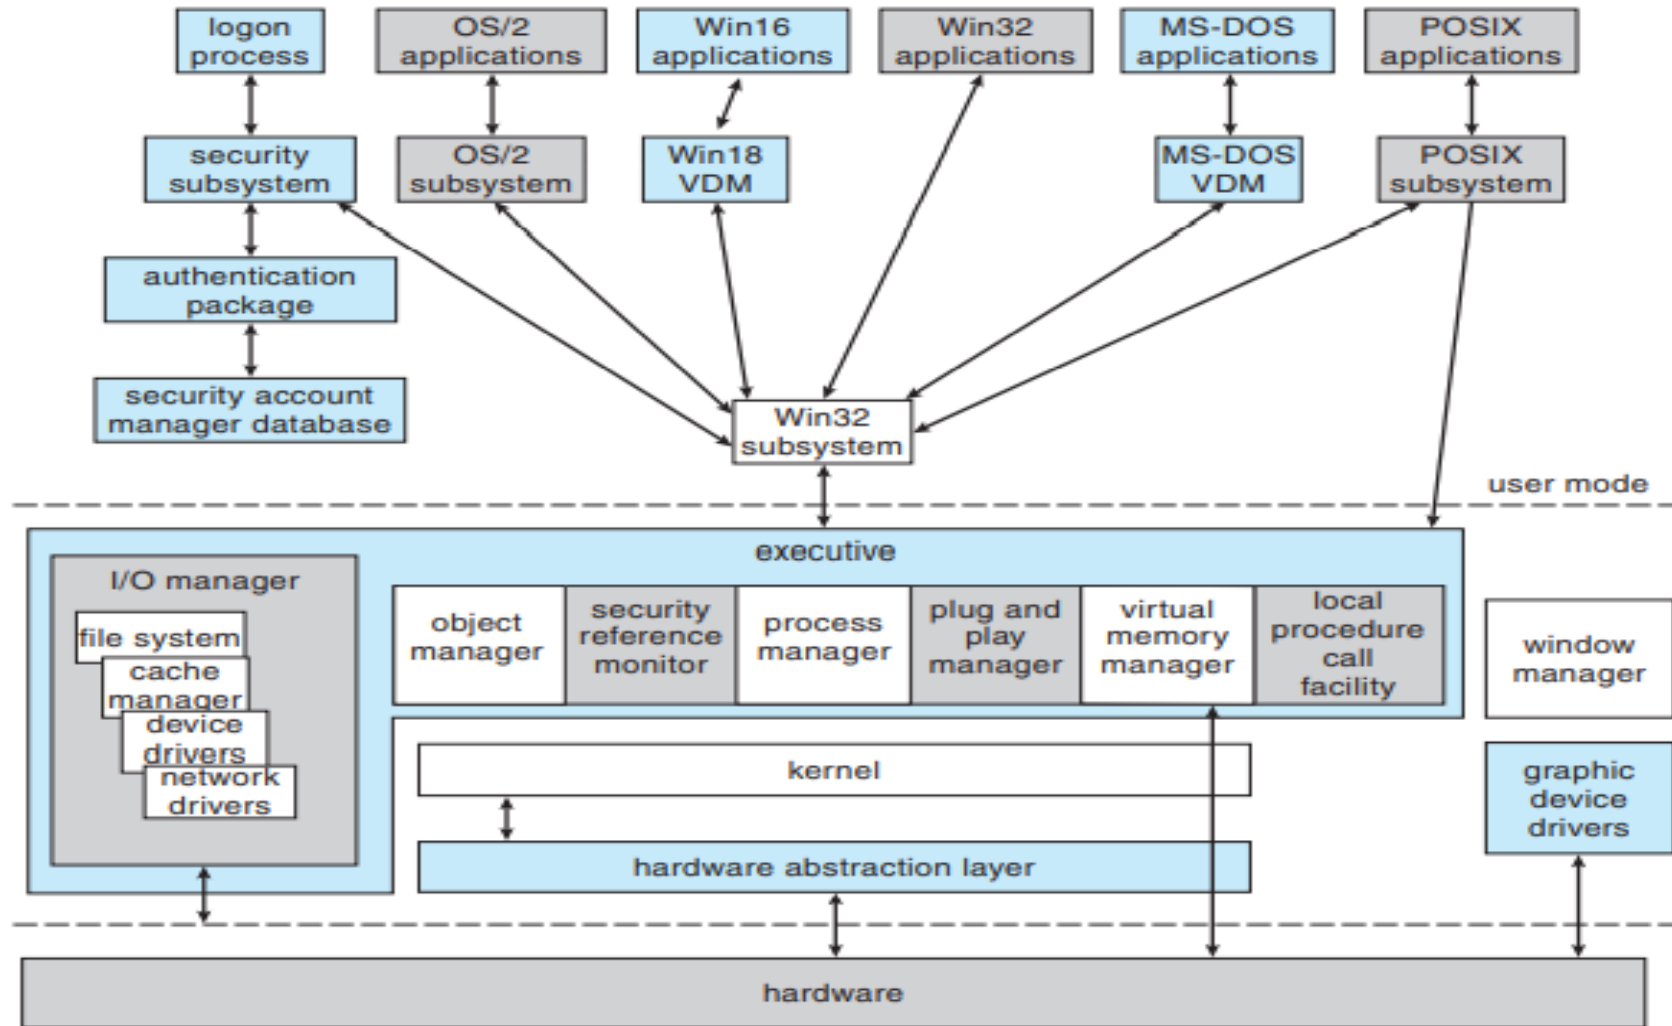 logon
process
OS/2
applications
Win16
applications
Win32
applications
MS-DOS
applications
POSIX
applications
security
subsystem
OS/2
subsystem
Win18
VDM
MS-DOS
VDM
POSIX
subsystem
authentication
package
security account
manager database
Win32
subsystem
user mode
executive
I/O manager
file system
cache
manager
device
drivers
network
drivers
object
manager
security
reference
monitor
process
manager
plug and
play
manager
virtual
memory
manager
local
procedure
call
facility
window
manager
kernel
graphic
device
drivers
hardware abstraction layer
hardware